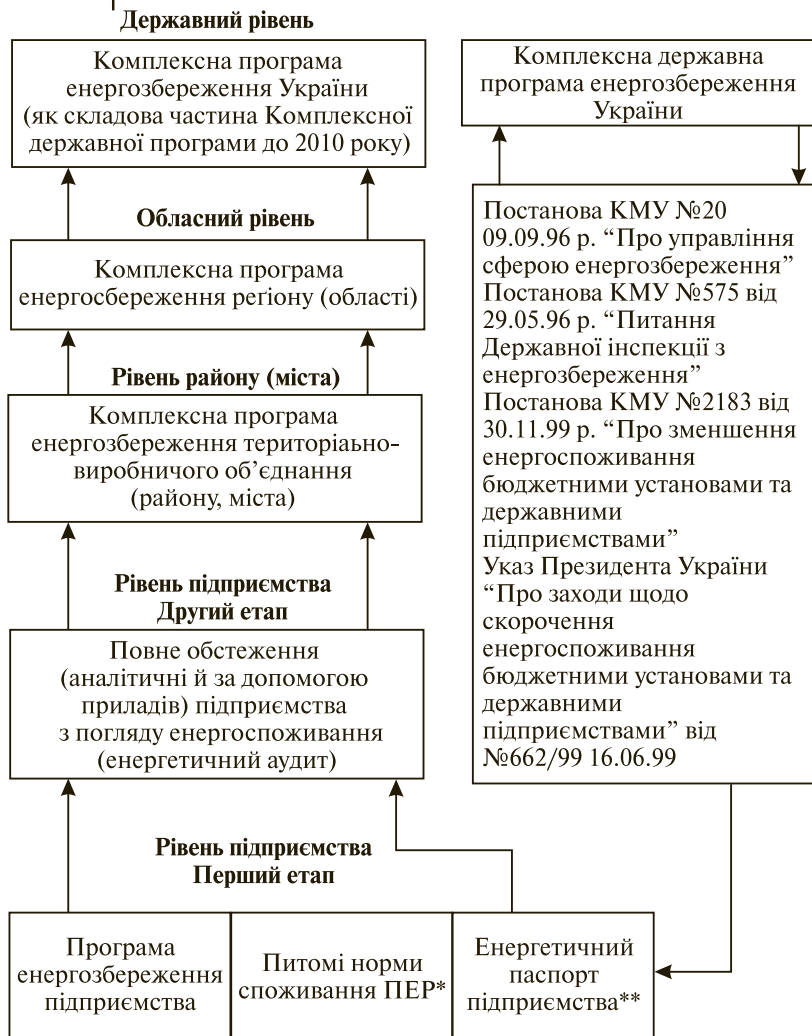 Державний рівень
Комплексна програма
енергозбереження України
(як складова частина Комплексної
державної програми до 2010 року)
Обласний рівень
Комплексна програма
енергосбереження реґіону (області)
Рівень району (міста)
Комплексна програма
енергозбереження територіаьно-
виробничого об’єднання
(району, міста)
Рівень підприємства
Другий етап
Повне обстеження
(аналітичні й за допомогою
приладів) підприємства
з погляду енергоспоживання
(енергетичний аудит)
Рівень підприємства
Перший етап
Програма
енергозбереження
підприємства
Питомі норми
споживання ПЕР*
Енергетичний
паспорт
підприємства**
Комплексна державна
програма енергозбереження
України
Постанова КМУ №20
09.09.96 р. “Про управління
сферою енергозбереження”
Постанова КМУ №575 від
29.05.96 р. “Питання
Державної інспекції з
енергозбереження”
Постанова КМУ №2183 від
30.11.99 р. “Про зменшення
енергоспоживання
бюджетними установами та
державними
підприємствами”
Указ Президента України
“Про заходи щодо
скорочення
енергоспоживання
бюджетними установами та
державними
підприємствами” від
№662/99 16.06.99